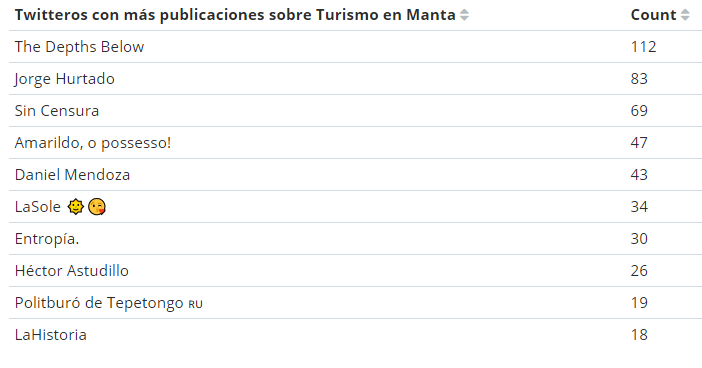 Twitteros con más publicaciones sobre Turismo en Manta Count
The Depths Below 112
Jorge Hurtado 83
Sin Censura 69
Amarildo, o possesso! 47
Daniel Mendoza 43
LaSole 🌞😘 34
Entropía. 30
Héctor Astudillo 26
Politburó de Tepetongo ʀᴜ 19
LaHistoria 18